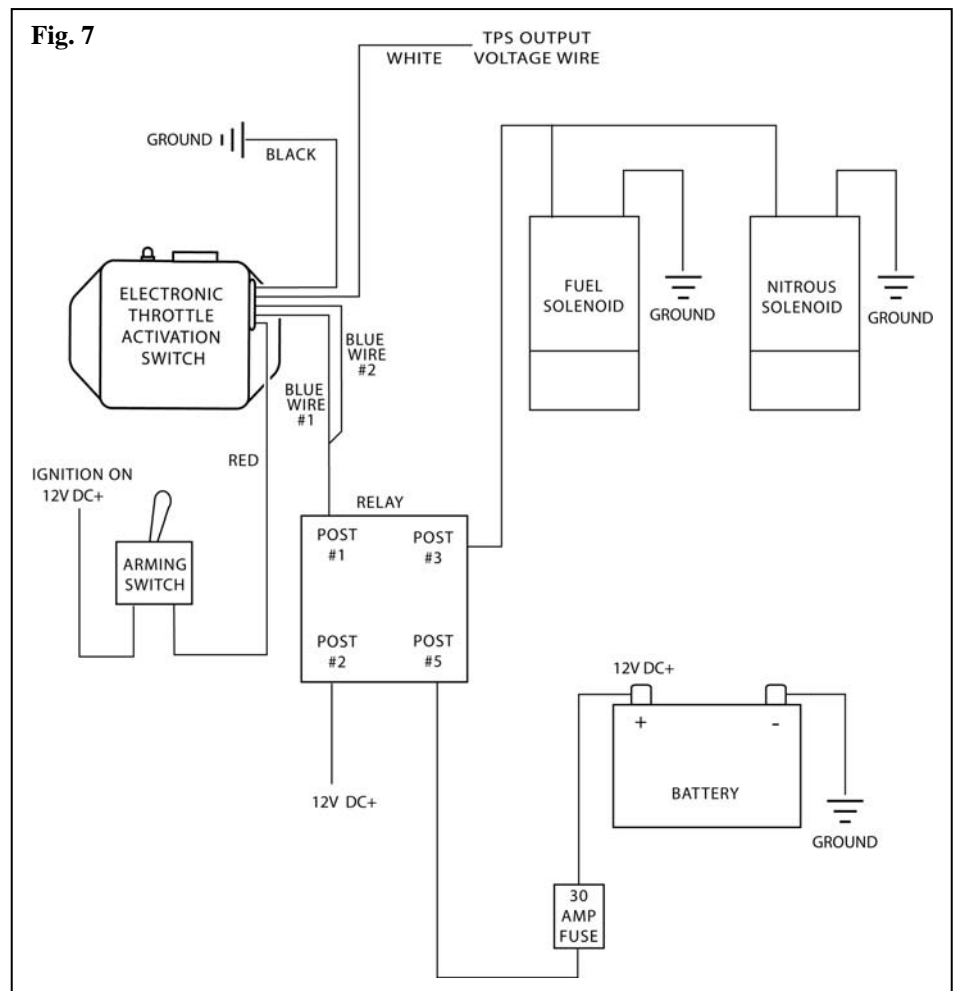 Fig. 7
TPS OUTPUT
VOLTAGE WIRE
WHITE
GROUND
BLACK
ELECTRONIC
THROTTLE
ACTIVATION
SWITCH
FUEL
SOLENOID
GROUND
NITROUS
SOLENOID
GROUND
BLUE
WIRE
#2
BLUE
WIRE
#1
RED
IGNITION ON
12V DC+
ARMING
SWITCH
RELAY
POST
#1
POST
#3
POST
#2
POST
#5
12V DC+
12V DC+
+
-
BATTERY
GROUND
30
AMP
FUSE